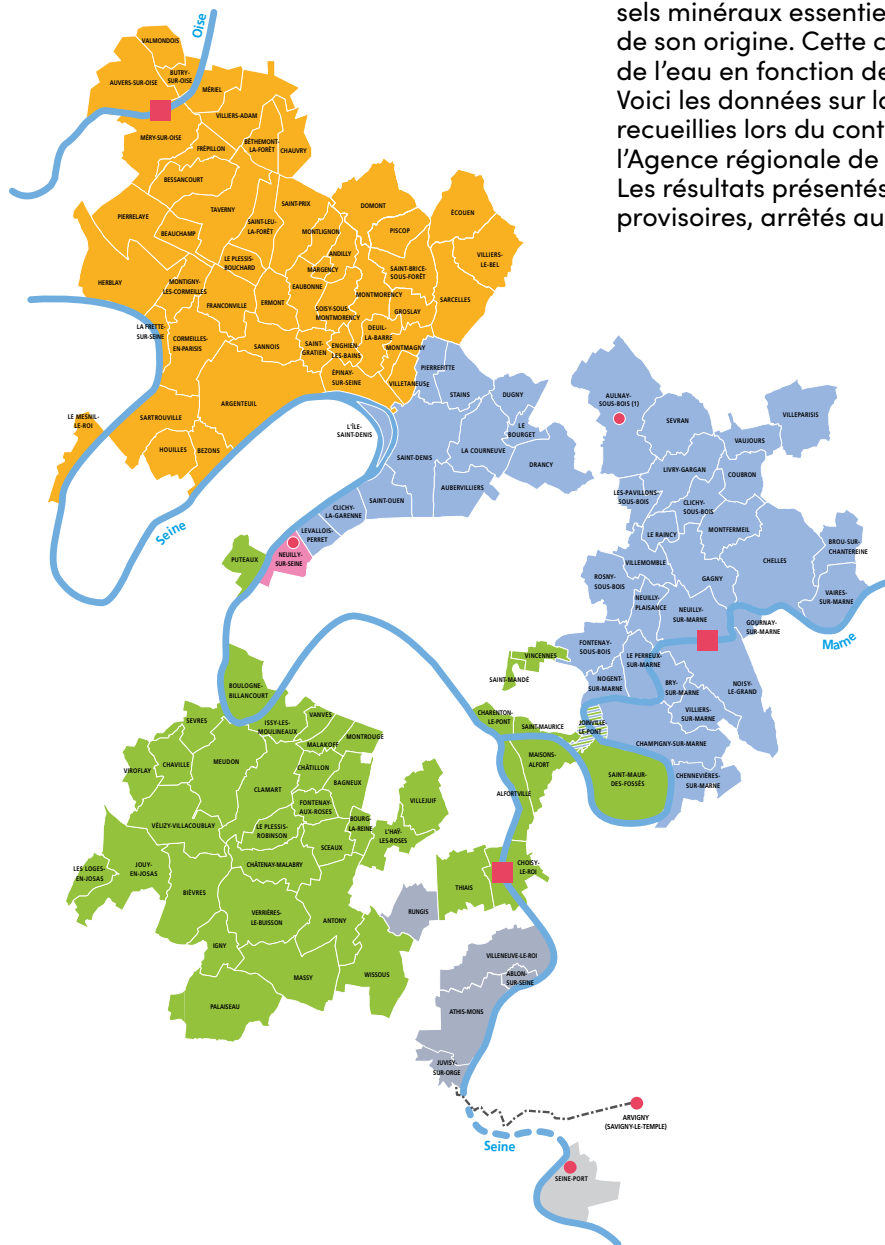 sels minéraux essentie
de son origine. Cette c
de l'eau en fonction de
Voici les données sur la
recueillies lors du cont
l'Agence régionale de
Les résultats présentés
provisoires, arrêtés au
Oise
VALMONDOIS
BUTRY-
SUR-OISE
AUVERS-SUR-OISE
MÉRIEL
VILLIERS-ADAM
MÉRY-SUR-OISE
FRÉPILLON
BÉTHEMONT-
LA-FORÊT
CHAUVRY
BESSANCOURT
TAVERNY
SAINT-PRIX
DOMONT
ÉCOUEN
PIERRELAYE
BEAUCHAMP
SAINT-LEU-
LA-FORÊT
MONTLIGNON
PISCOP
ANDILLY
VILLIERS-
LE-BEL
LE PLESSIS-
BOUCHARD
MARGENCY
SAINT-BRICE-
SOUS-FORÊT
HERBLAY
MONTIGNY-
LES-CORMEILLES
EAUBONNE
MONTMORENCY
SARCELLES
FRANCONVILLE
ERMONT
SOISY-SOUS-
MONTMORENCY
GROSLAY
LA FRETTE-
SUR-SEINE
CORMEILLES-
EN-PARISIS
SANNOIS
SAINT-
GRATIEN
ENGHIEN-
LES-BAINS
DEUIL-
LA-BARRE
MONTMAGNY
ÉPINAY-
SUR-SEINE
VILLETANEUSE
PIERREFITTE
ARGENTEUIL
LE MESNIL-
LE-ROI
SARTROUVILLE
HOUILLES
BEZONS
L'ÎLE-
SAINT-DENIS
STAINS
DUGNY
LE
BOURGET
SAINT-DENIS
LA COURNEUVE
DRANCY
AUBERVILLIERS
SAINT-OUEN
CLICHY-
LA-GARENNE
LEVALLOIS-
PERRET
NEUILLY-
SUR-SEINE
Seine
PUTEAUX
AULNAY-
SOUS-BOIS (1)
SEVRAN
VILLEPARISIS
VAUJOURS
LIVRY-GARGAN
COUBRON
LES-PAVILLONS-
SOUS-BOIS
CLICHY-
SOUS-BOIS
LE RAINCY
MONTFERMEIL
BROU-SUR-
CHANTEREINE
CHELLES
VILLEMOMBLE
ROSNY-
SOUS-BOIS
GAGNY
NEUILLY-
PLAISANCE
NEUILLY-
SUR-MARNE
VAIRES-
SUR-MARNE
GOURNAY-
SUR-MARNE
Marne
FONTENAY-
SOUS-BOIS
LE PERREUX-
SUR-MARNE
VINCENNES
SAINT-MANDÉ
NOGENT-
SUR-MARNE
BRY-
SUR-MARNE
NOISY-
LE-GRAND
VILLIERS-
SUR-MARNE
CHARENTON-
LE-PONT
SAINT-MAURICE
JOINVILLE-
LE-PONT
CHAMPIGNY-SUR-MARNE
MAISONS-
ALFORT
SAINT-MAUR-
DES-FOSSÉS
CHENNEVIÈRES-
SUR-MARNE
ALFORTVILLE
BOULOGNE-
BILLANCOURT
SEVRES
ISSY-LES-
MOULINEAUX
VANVES
MONTROUGE
MALAKOFF
VIROFLAY
CHAVILLE
MEUDON
CHÂTILLON
BAGNEUX
CLAMART
FONTENAY-
AUX-ROSES
VILLEJUIF
BOURG-
LA-REINE
L'HAŸ-
LES-ROSES
VÉLIZY-VILLACOUBLAY
LE PLESSIS-
ROBINSON
SCEAUX
CHÂTENAY-MALABRY
LES LOGES-
EN-JOSAS
JOUY-
EN-JOSAS
BIÈVRES
THIAIS
CHOISY-
LE-ROI
RUNGIS
VERRIÈRES-
LE-BUISSON
ANTONY
IGNY
MASSY
WISSOUS
PALAISEAU
VILLENEUVE-LE-ROI
ABLON-
SUR-SEINE
ATHIS-MONS
JUVISY-
SUR-ORGE
ARVIGNY
(SAVIGNY-LE-TEMPLE)
Seine
SEINE-PORT